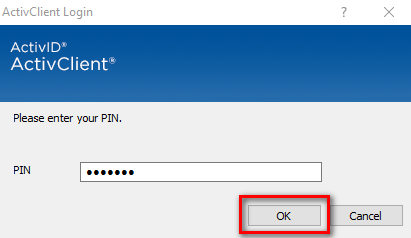 ActivClient Login
?
ActivID®
ActivClient®
Please enter your PIN.
PIN
OK Cancel